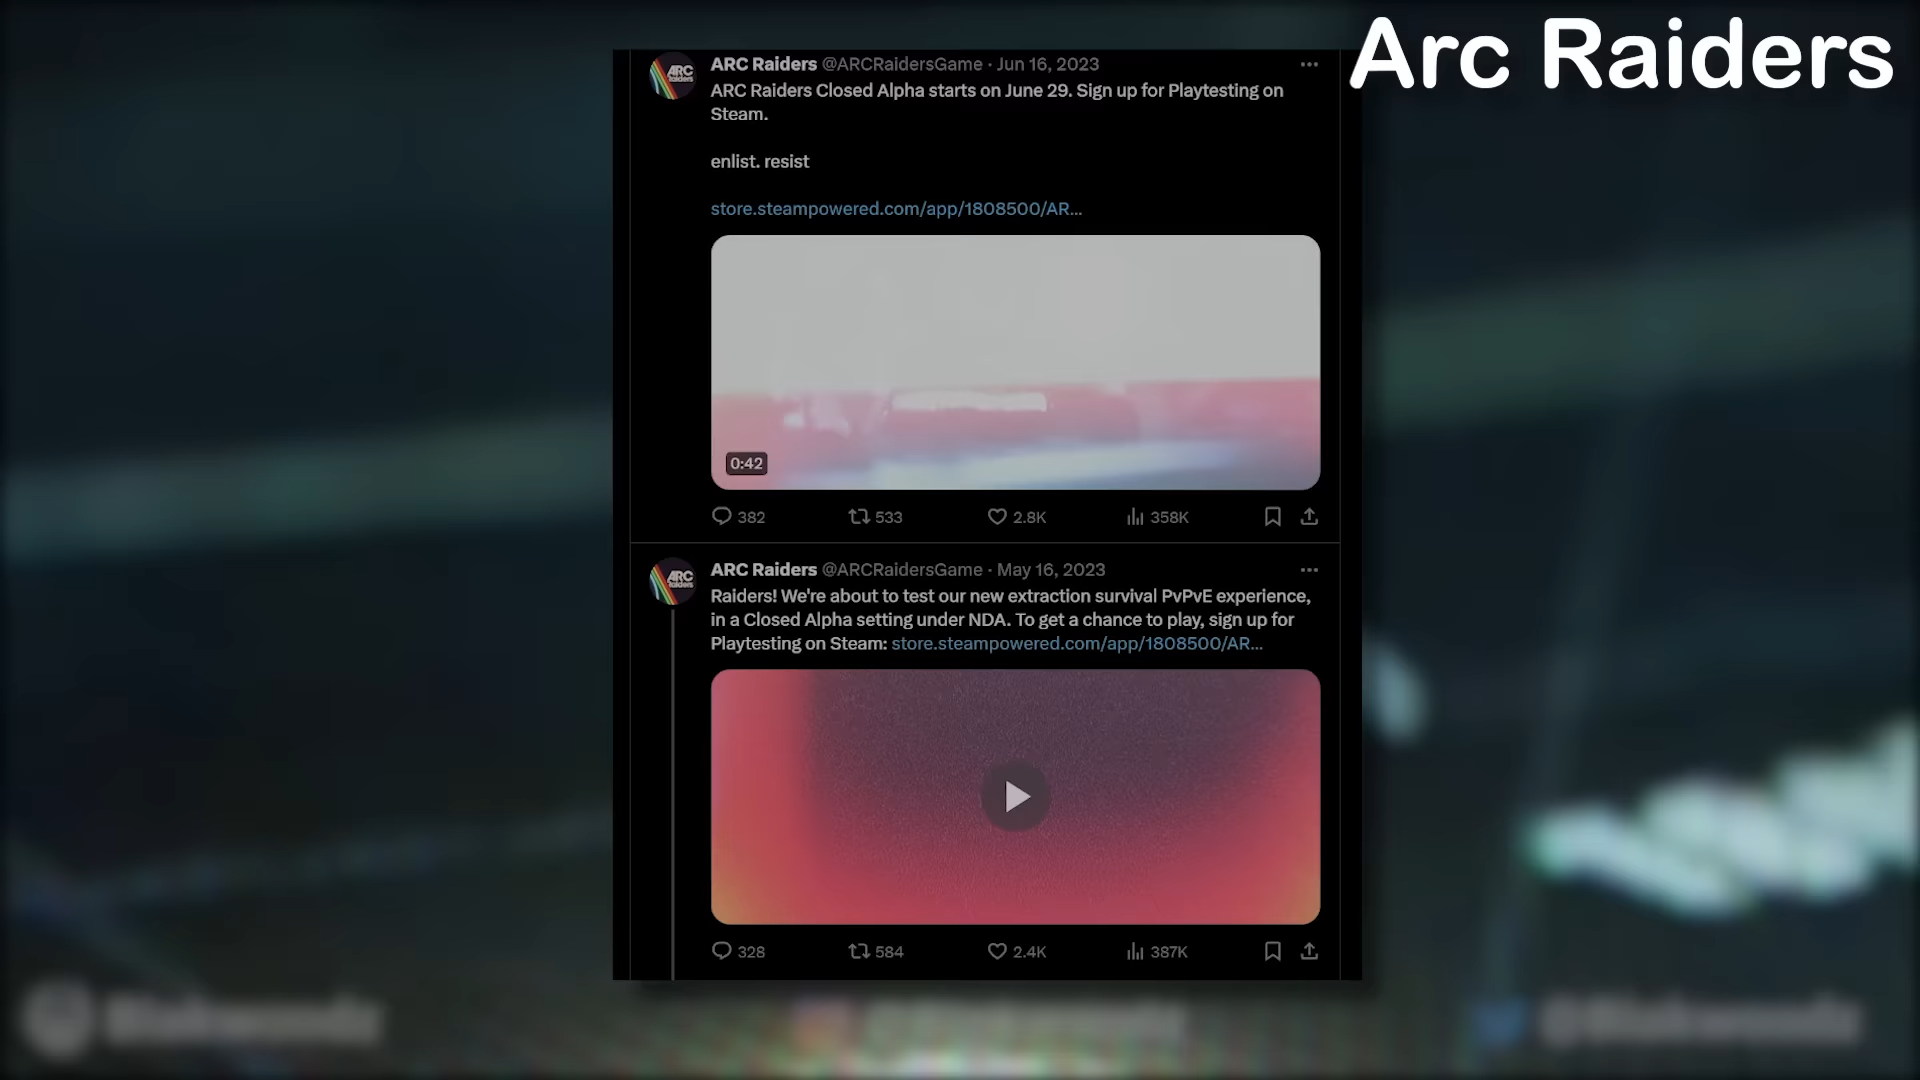 Arc Raiders
ARC Raiders @ARCRaidersGame · Jun 16, 2023
ARC Raiders Closed Alpha starts on June 29. Sign up for Playtesting on
Steam.
enlist. resist
store.steampowered.com/app/1808500/AR...
0:42
382 533 2.8K 358K
ARC Raiders @ARCRaidersGame · May 16, 2023
Raiders! We're about to test our new extraction survival PvPvE experience,
in a Closed Alpha setting under NDA. To get a chance to play, sign up for
Playtesting on Steam: store.steampowered.com/app/1808500/AR...
328 584 2.4K 387K